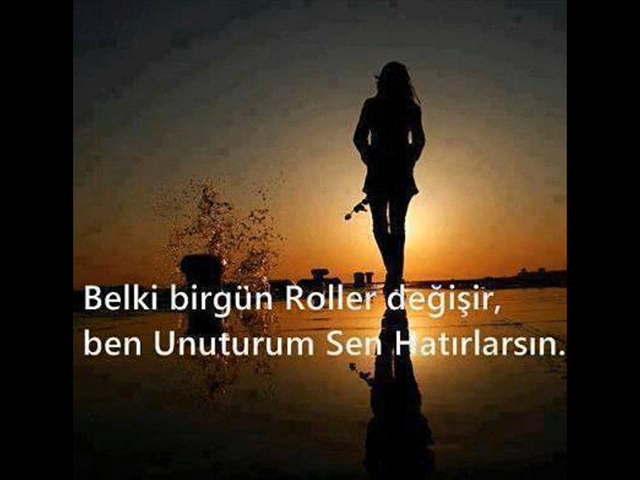 Belki birgün Roller değişir,
ben Unuturum Sen Hatırlarsın.